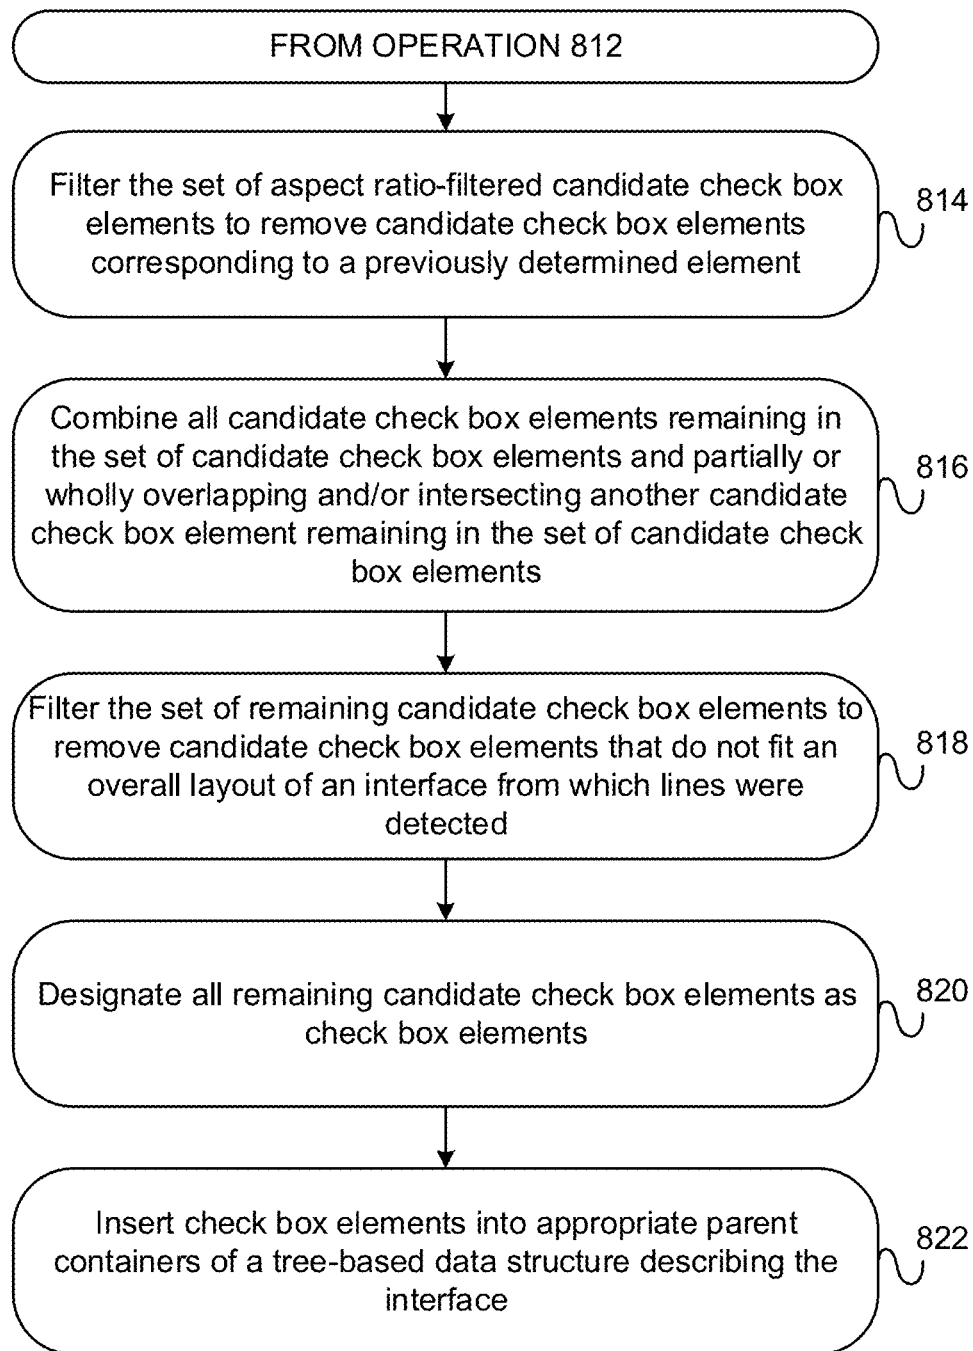 FROM OPERATION 812
Filter the set of aspect ratio-filtered candidate check box
elements to remove candidate check box elements
corresponding to a previously determined element
814
Combine all candidate check box elements remaining in
the set of candidate check box elements and partially or
wholly overlapping and/or intersecting another candidate
check box element remaining in the set of candidate check
box elements
816
Filter the set of remaining candidate check box elements to
remove candidate check box elements that do not fit an
overall layout of an interface from which lines were
detected
818
Designate all remaining candidate check box elements as
check box elements
820
Insert check box elements into appropriate parent
containers of a tree-based data structure describing the
interface
822